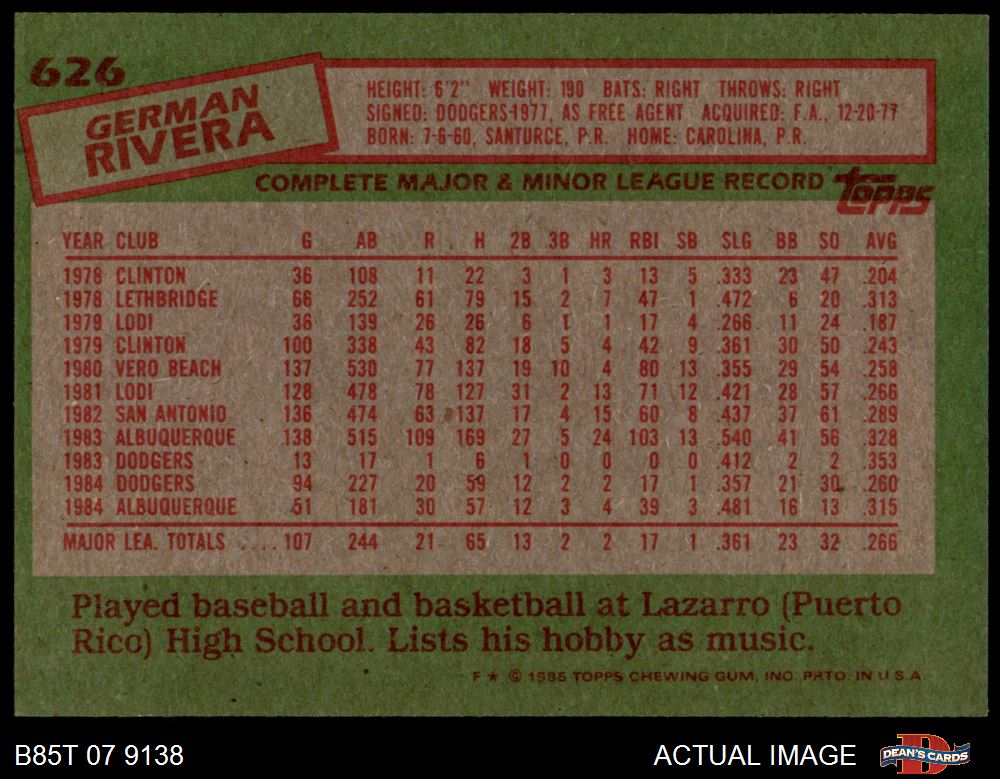 626
GERMAN
RIVERA
HEIGHT: 6'2" WEIGHT: 190 BATS: RIGHT THROWS: RIGHT
SIGNED: DODGERS-1977, AS FREE AGENT ACQUIRED: F.A., 12-20-77
BORN: 7-6-60, SANTURCE, P.R. HOME: CAROLINA, P.R.
COMPLETE MAJOR & MINOR LEAGUE RECORD topps
YEAR CLUB G AB R H 2B 3B HR RBI SB SLG BB SO AVG
1978 CLINTON 36 108 11 22 3 1 3 13 5 .333 23 47 .204
1978 LETHBRIDGE 66 252 61 79 15 2 7 47 1 .472 6 20 .313
1979 LODI 36 139 26 26 6 1 1 17 4 .266 11 24 .187
1979 CLINTON 100 338 43 82 18 5 4 42 9 .361 30 50 .243
1980 VERO BEACH 137 530 77 137 19 10 4 80 13 .355 29 54 .258
1981 LODI 128 478 78 127 31 2 13 71 12 .421 28 57 .266
1982 SAN ANTONIO 136 474 63 137 17 4 15 60 8 .437 37 61 .289
1983 ALBUQUERQUE 138 515 109 169 27 5 24 103 13 .540 41 56 .328
1983 DODGERS 13 17 1 6 1 0 0 0 0 .412 2 2 .353
1984 DODGERS 94 227 20 59 12 2 2 17 1 .357 21 30 .260
1984 ALBUQUERQUE 51 181 30 57 12 3 4 39 3 .481 16 13 .315
MAJOR LEA. TOTALS .... 107 244 21 65 13 2 2 17 1 .361 23 32 .266
Played baseball and basketball at Lazarro (Puerto
Rico) High School. Lists his hobby as music.
F * © 1985 TOPPS CHEWING GUM, INC. PRTD. IN U.S.A.
B85T 07 9138 ACTUAL IMAGE DEAN'S CARDS